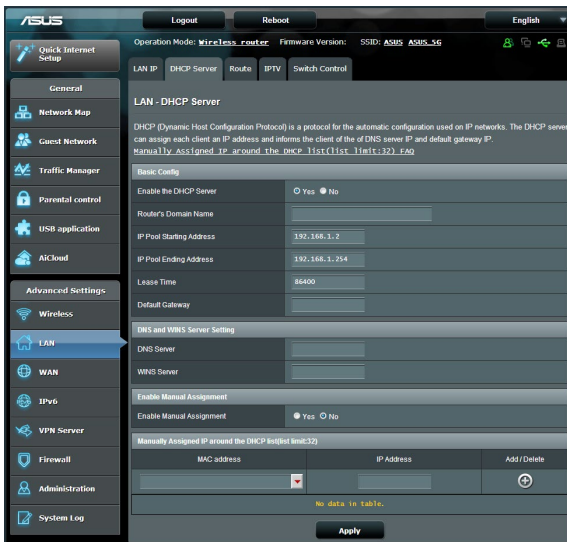 ASUS
Logout
Reboot
English
Quick Internet Setup
Operation Mode: Wireless router Firmware Version: SSID: ASUS ASUS_5G
LAN IP DHCP Server Route IPTV Switch Control
General
Network Map
Guest Network
Traffic Manager
Parental control
USB application
AiCloud
Advanced Settings
Wireless
LAN
WAN
IPv6
VPN Server
Firewall
Administration
System Log
LAN - DHCP Server
DHCP (Dynamic Host Configuration Protocol) is a protocol for the automatic configuration used on IP networks. The DHCP server
can assign each client an IP address and informs the client of the of DNS server IP and default gateway IP.
Manually Assigned IP around the DHCP list(list limit:32) FAQ
Basic Config
Enable the DHCP Server Yes No
Router's Domain Name
IP Pool Starting Address 192.168.1.2
IP Pool Ending Address 192.168.1.254
Lease Time 86400
Default Gateway
DNS and WINS Server Setting
DNS Server
WINS Server
Enable Manual Assignment
Enable Manual Assignment Yes No
Manually Assigned IP around the DHCP list(list limit:32)
MAC address IP Address Add / Delete
No data in table.
Apply